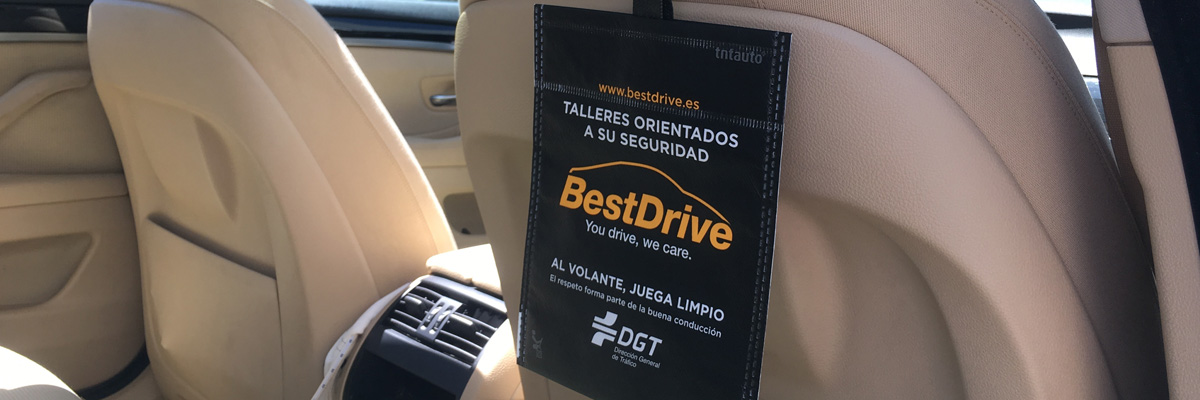 tntauto
www.bestdrive.es
TALLERES ORIENTADOS
A SU SEGURIDAD
BestDrive
You drive, we care.
AL VOLANTE, JUEGA LIMPIO
El respeto forma parte de la buena conducción
DGT
Dirección General
de Tráfico